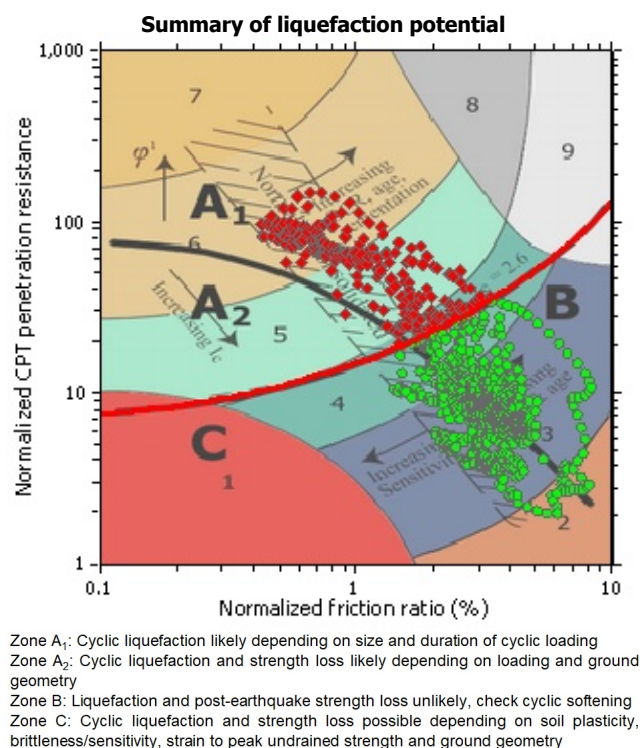 Summary of liquefaction potential
1,000
7
8
9
φ'
Increasing
A1
100
6
= 2.6
A2
B
Increasing Ic
5
10
4
age
C
3
Increasing
Sensitivity
1
2
1
0.1
1
10
Normalized CPT penetration resistance
Normalized friction ratio (%)
Zone A1: Cyclic liquefaction likely depending on size and duration of cyclic loading
Zone A2: Cyclic liquefaction and strength loss likely depending on loading and ground
geometry
Zone B: Liquefaction and post-earthquake strength loss unlikely, check cyclic softening
Zone C: Cyclic liquefaction and strength loss possible depending on soil plasticity,
brittleness/sensitivity, strain to peak undrained strength and ground geometry